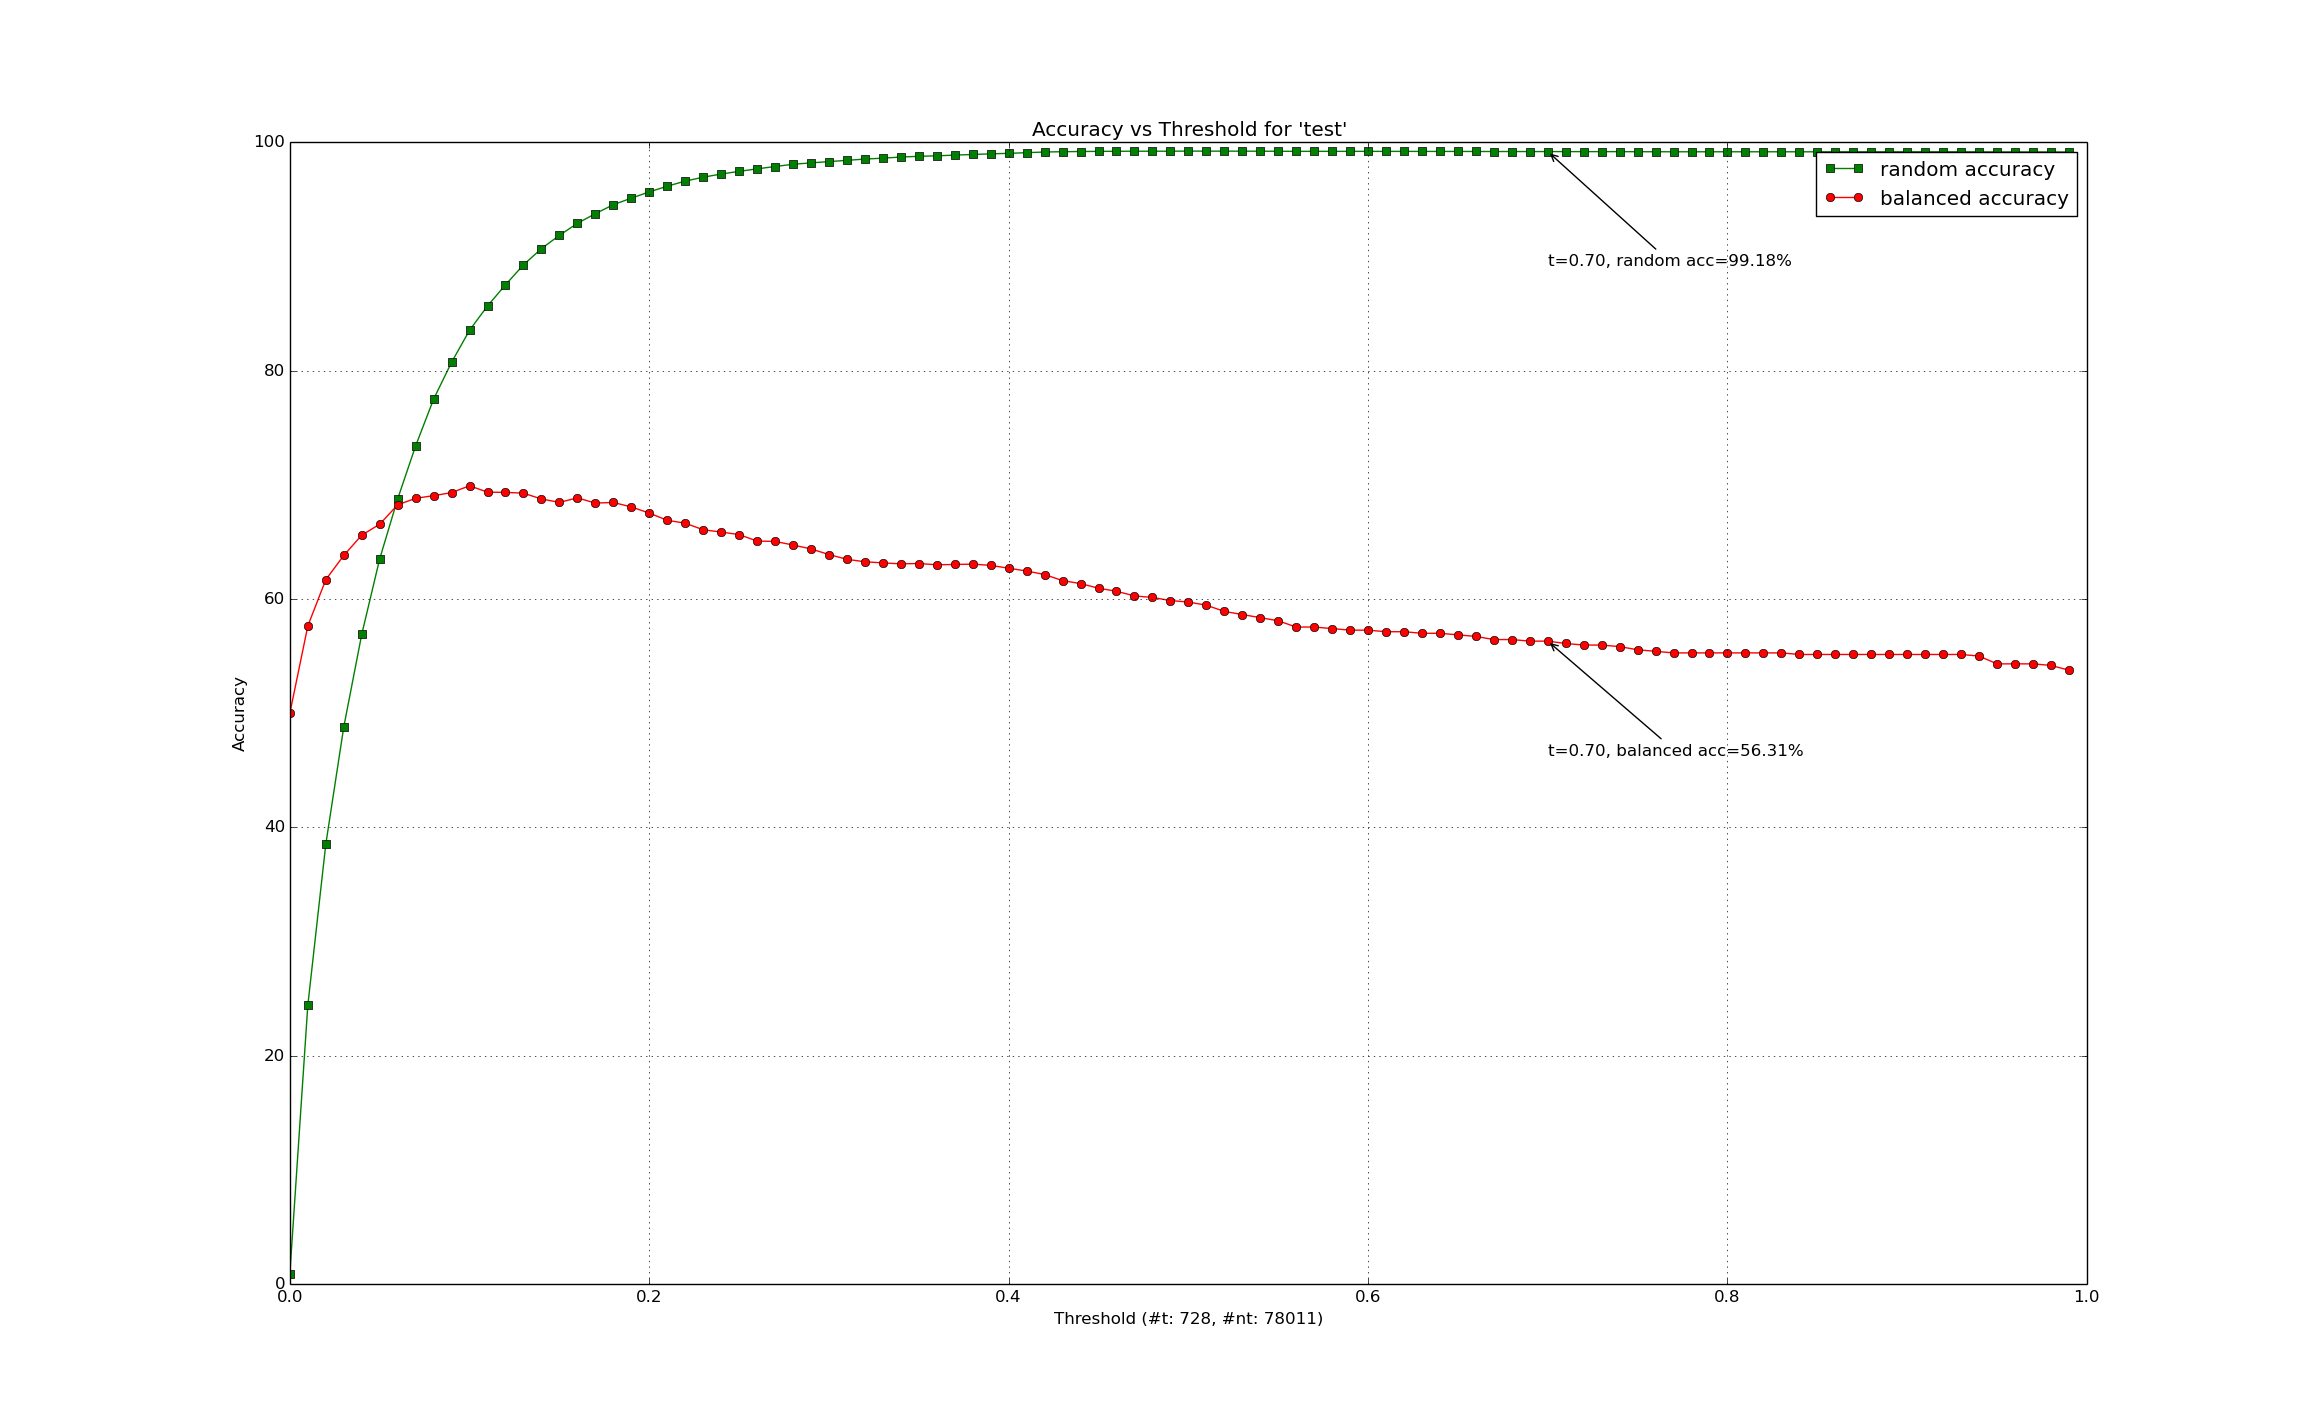 Accuracy vs Threshold for 'test'
100
80
60
40
20
0
Accuracy
random accuracy
balanced accuracy
t=0.70, random acc=99.18%
t=0.70, balanced acc=56.31%
0.0 0.2 0.4 0.6 0.8 1.0
Threshold (#t: 728, #nt: 78011)